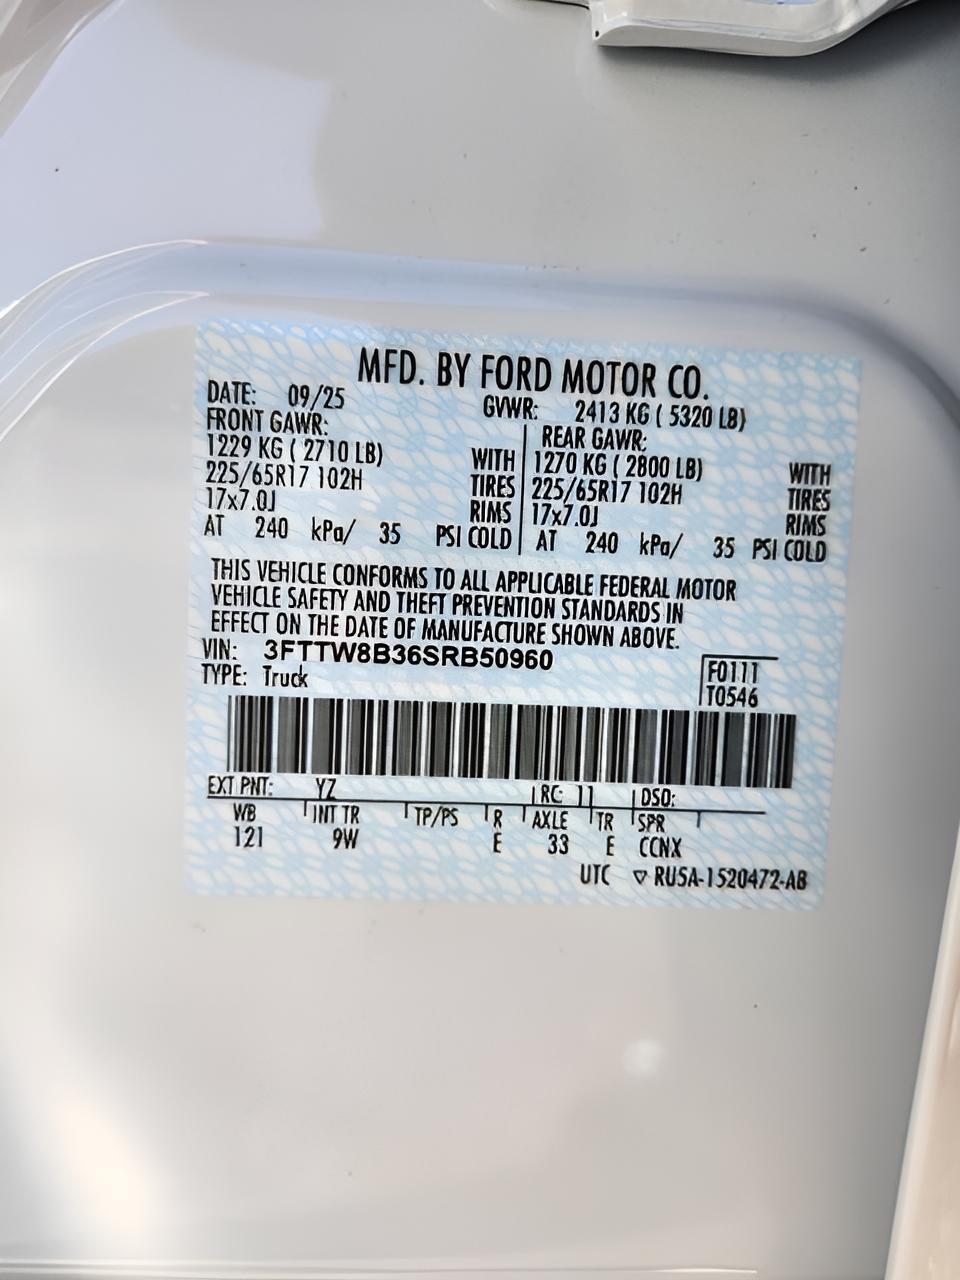 MFD. BY FORD MOTOR CO.
DATE: 09/25 GVWR: 2413 KG ( 5320 LB)
FRONT GAWR: REAR GAWR:
1229 KG ( 2710 LB) WITH 1270 KG ( 2800 LB) WITH
225/65R17 102H TIRES 225/65R17 102H TIRES
17x7.0J RIMS 17x7.0J RIMS
AT 240 kPa/ 35 PSI COLD AT 240 kPa/ 35 PSI COLD
THIS VEHICLE CONFORMS TO ALL APPLICABLE FEDERAL MOTOR
VEHICLE SAFETY AND THEFT PREVENTION STANDARDS IN
EFFECT ON THE DATE OF MANUFACTURE SHOWN ABOVE.
VIN: 3FTTW8B36SRB50960
TYPE: Truck
F0111
T0546
EXT PNT: YZ RC: 11 DSO:
WB INT TR TP/PS R AXLE TR SPR
121 9W E 33 E CCNX
UTC ▽ RU5A-1520472-AB